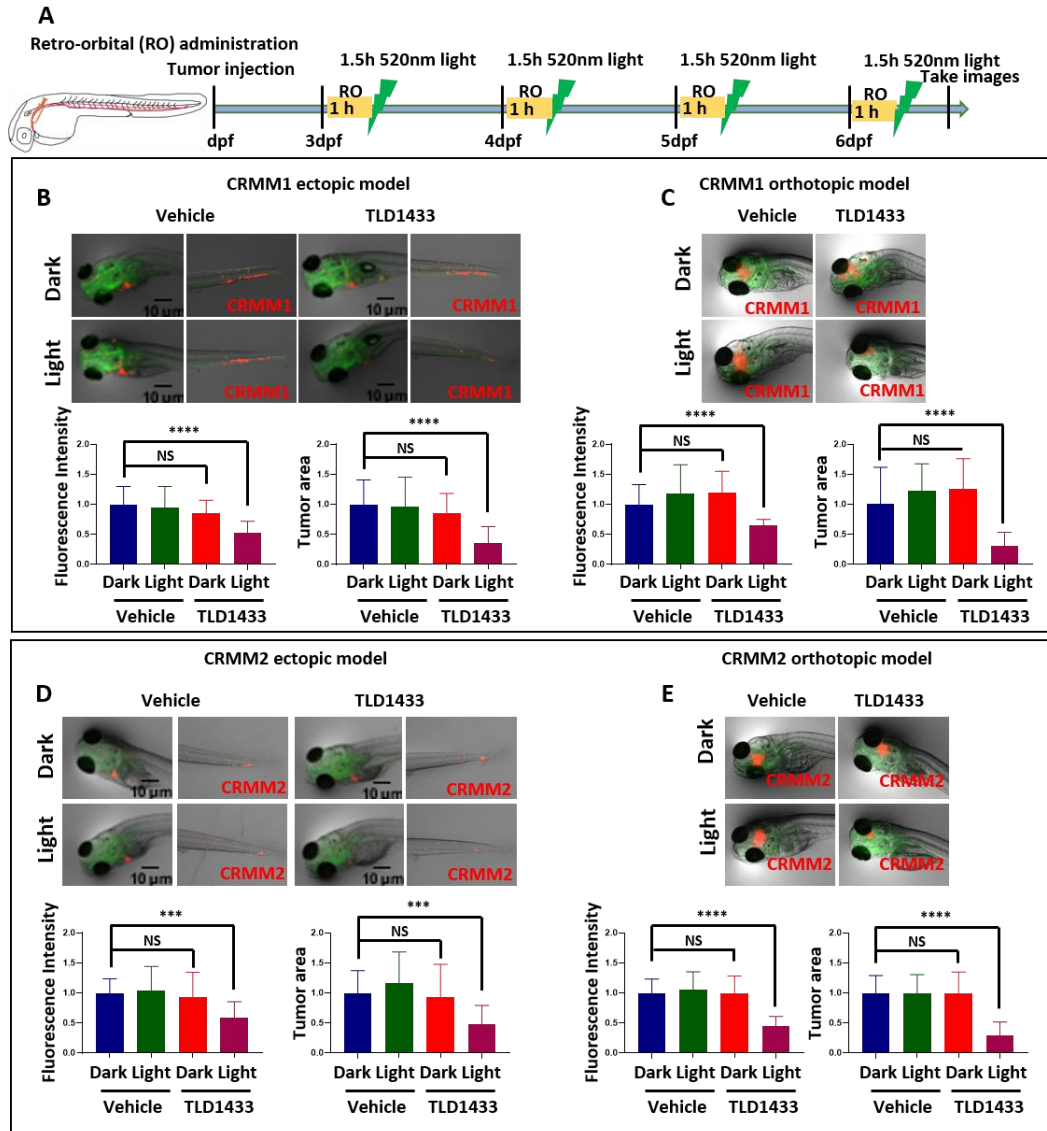 A
Retro-orbital (RO) administration
Tumor injection
1.5h 520nm light
1.5h 520nm light
1.5h 520nm light
1.5h 520nm light
Take images
RO
1 h
RO
1 h
RO
1 h
RO
1 h
dpf
3dpf
4dpf
5dpf
6dpf
CRMM1 ectopic model
B
Vehicle
TLD1433
Dark
10 µm
CRMM1
10 µm
CRMM1
Light
10 µm
CRMM1
10 µm
CRMM1
Fluorescence Intensity
2.0
1.5
1.0
0.5
0.0
****
NS
Dark Light Dark Light
Vehicle TLD1433
Tumor area
2.0
1.5
1.0
0.5
0.0
****
NS
Dark Light Dark Light
Vehicle TLD1433
CRMM1 orthotopic model
C
Vehicle
TLD1433
Dark
CRMM1
CRMM1
Light
CRMM1
CRMM1
Fluorescence Intensity
2.0
1.5
1.0
0.5
0.0
****
NS
Dark Light Dark Light
Vehicle TLD1433
Tumor area
2.0
1.5
1.0
0.5
0.0
****
NS
Dark Light Dark Light
Vehicle TLD1433
CRMM2 ectopic model
D
Vehicle
TLD1433
Dark
10 µm
CRMM2
10 µm
CRMM2
Light
10 µm
CRMM2
10 µm
CRMM2
Fluorescence Intensity
2.0
1.5
1.0
0.5
0.0
***
NS
Dark Light Dark Light
Vehicle TLD1433
Tumor area
2.0
1.5
1.0
0.5
0.0
***
NS
Dark Light Dark Light
Vehicle TLD1433
CRMM2 orthotopic model
E
Vehicle
TLD1433
Dark
CRMM2
CRMM2
Light
CRMM2
CRMM2
Fluorescence Intensity
2.0
1.5
1.0
0.5
0.0
****
NS
Dark Light Dark Light
Vehicle TLD1433
Tumor area
2.0
1.5
1.0
0.5
0.0
****
NS
Dark Light Dark Light
Vehicle TLD1433